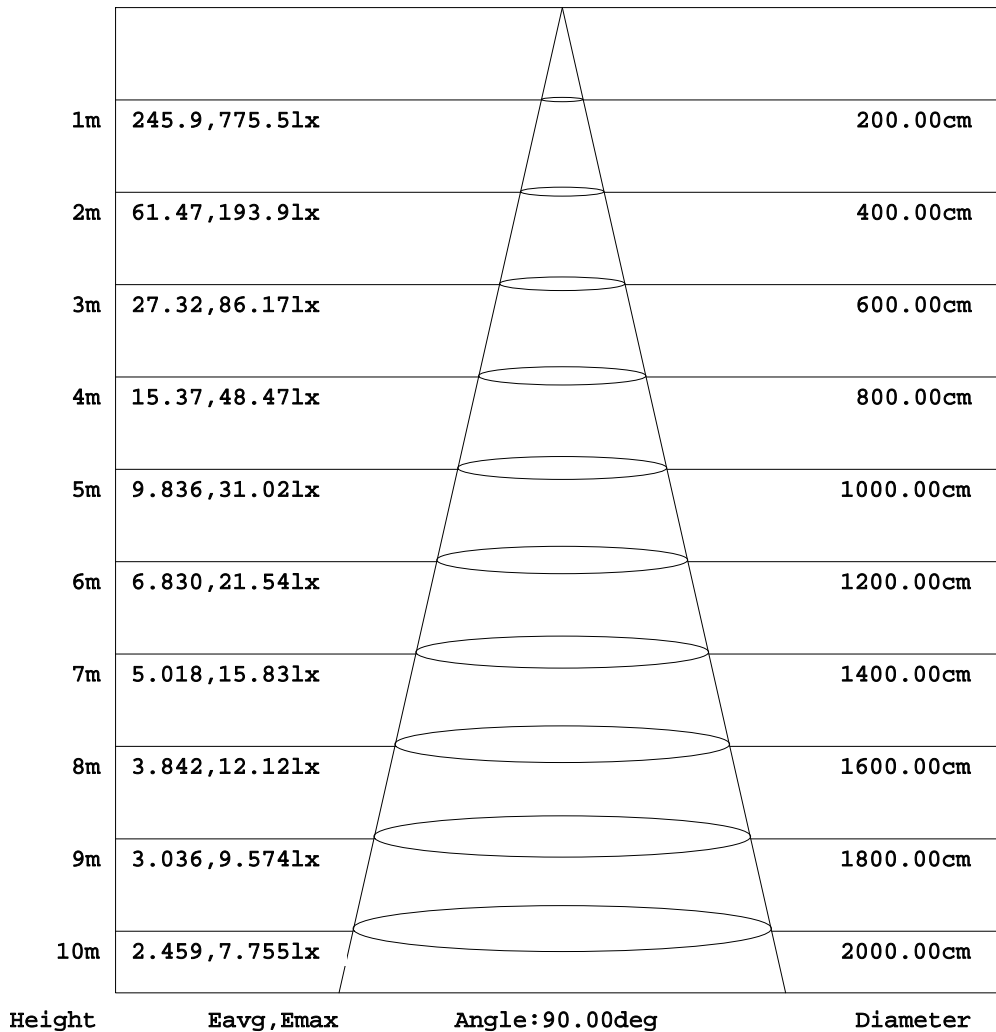 1m 245.9,775.5lx 200.00cm
2m 61.47,193.9lx 400.00cm
3m 27.32,86.17lx 600.00cm
4m 15.37,48.47lx 800.00cm
5m 9.836,31.02lx 1000.00cm
6m 6.830,21.54lx 1200.00cm
7m 5.018,15.83lx 1400.00cm
8m 3.842,12.12lx 1600.00cm
9m 3.036,9.574lx 1800.00cm
10m 2.459,7.755lx 2000.00cm
Height Eavg,Emax Angle:90.00deg Diameter